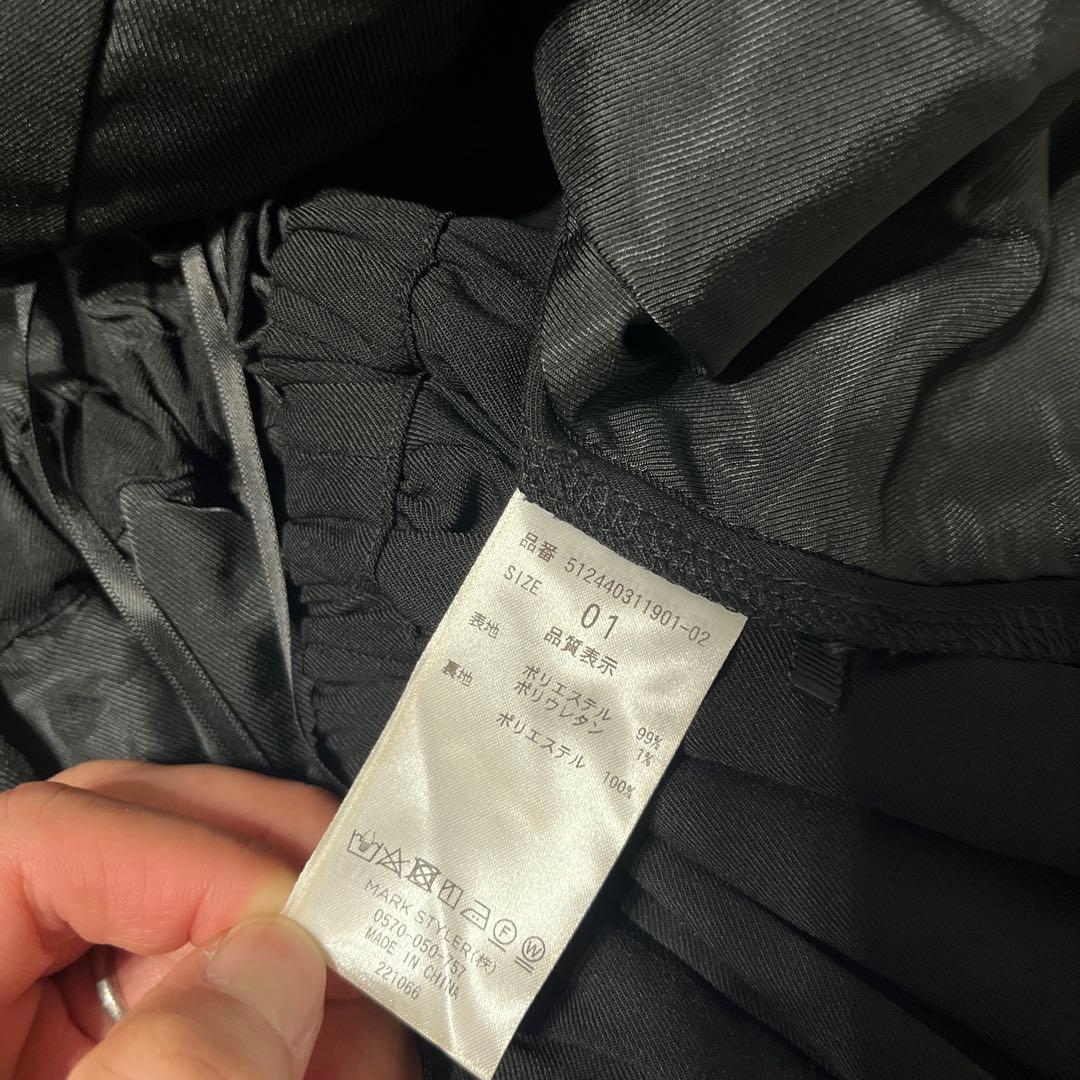 品番 512440311901-02
SIZE 01
品質表示
表地 ポリエステル 99%
ポリウレタン 1%
裏地 ポリエステル 100%
MARK STYLER(株)
0570-050-757
MADE IN CHINA
221066